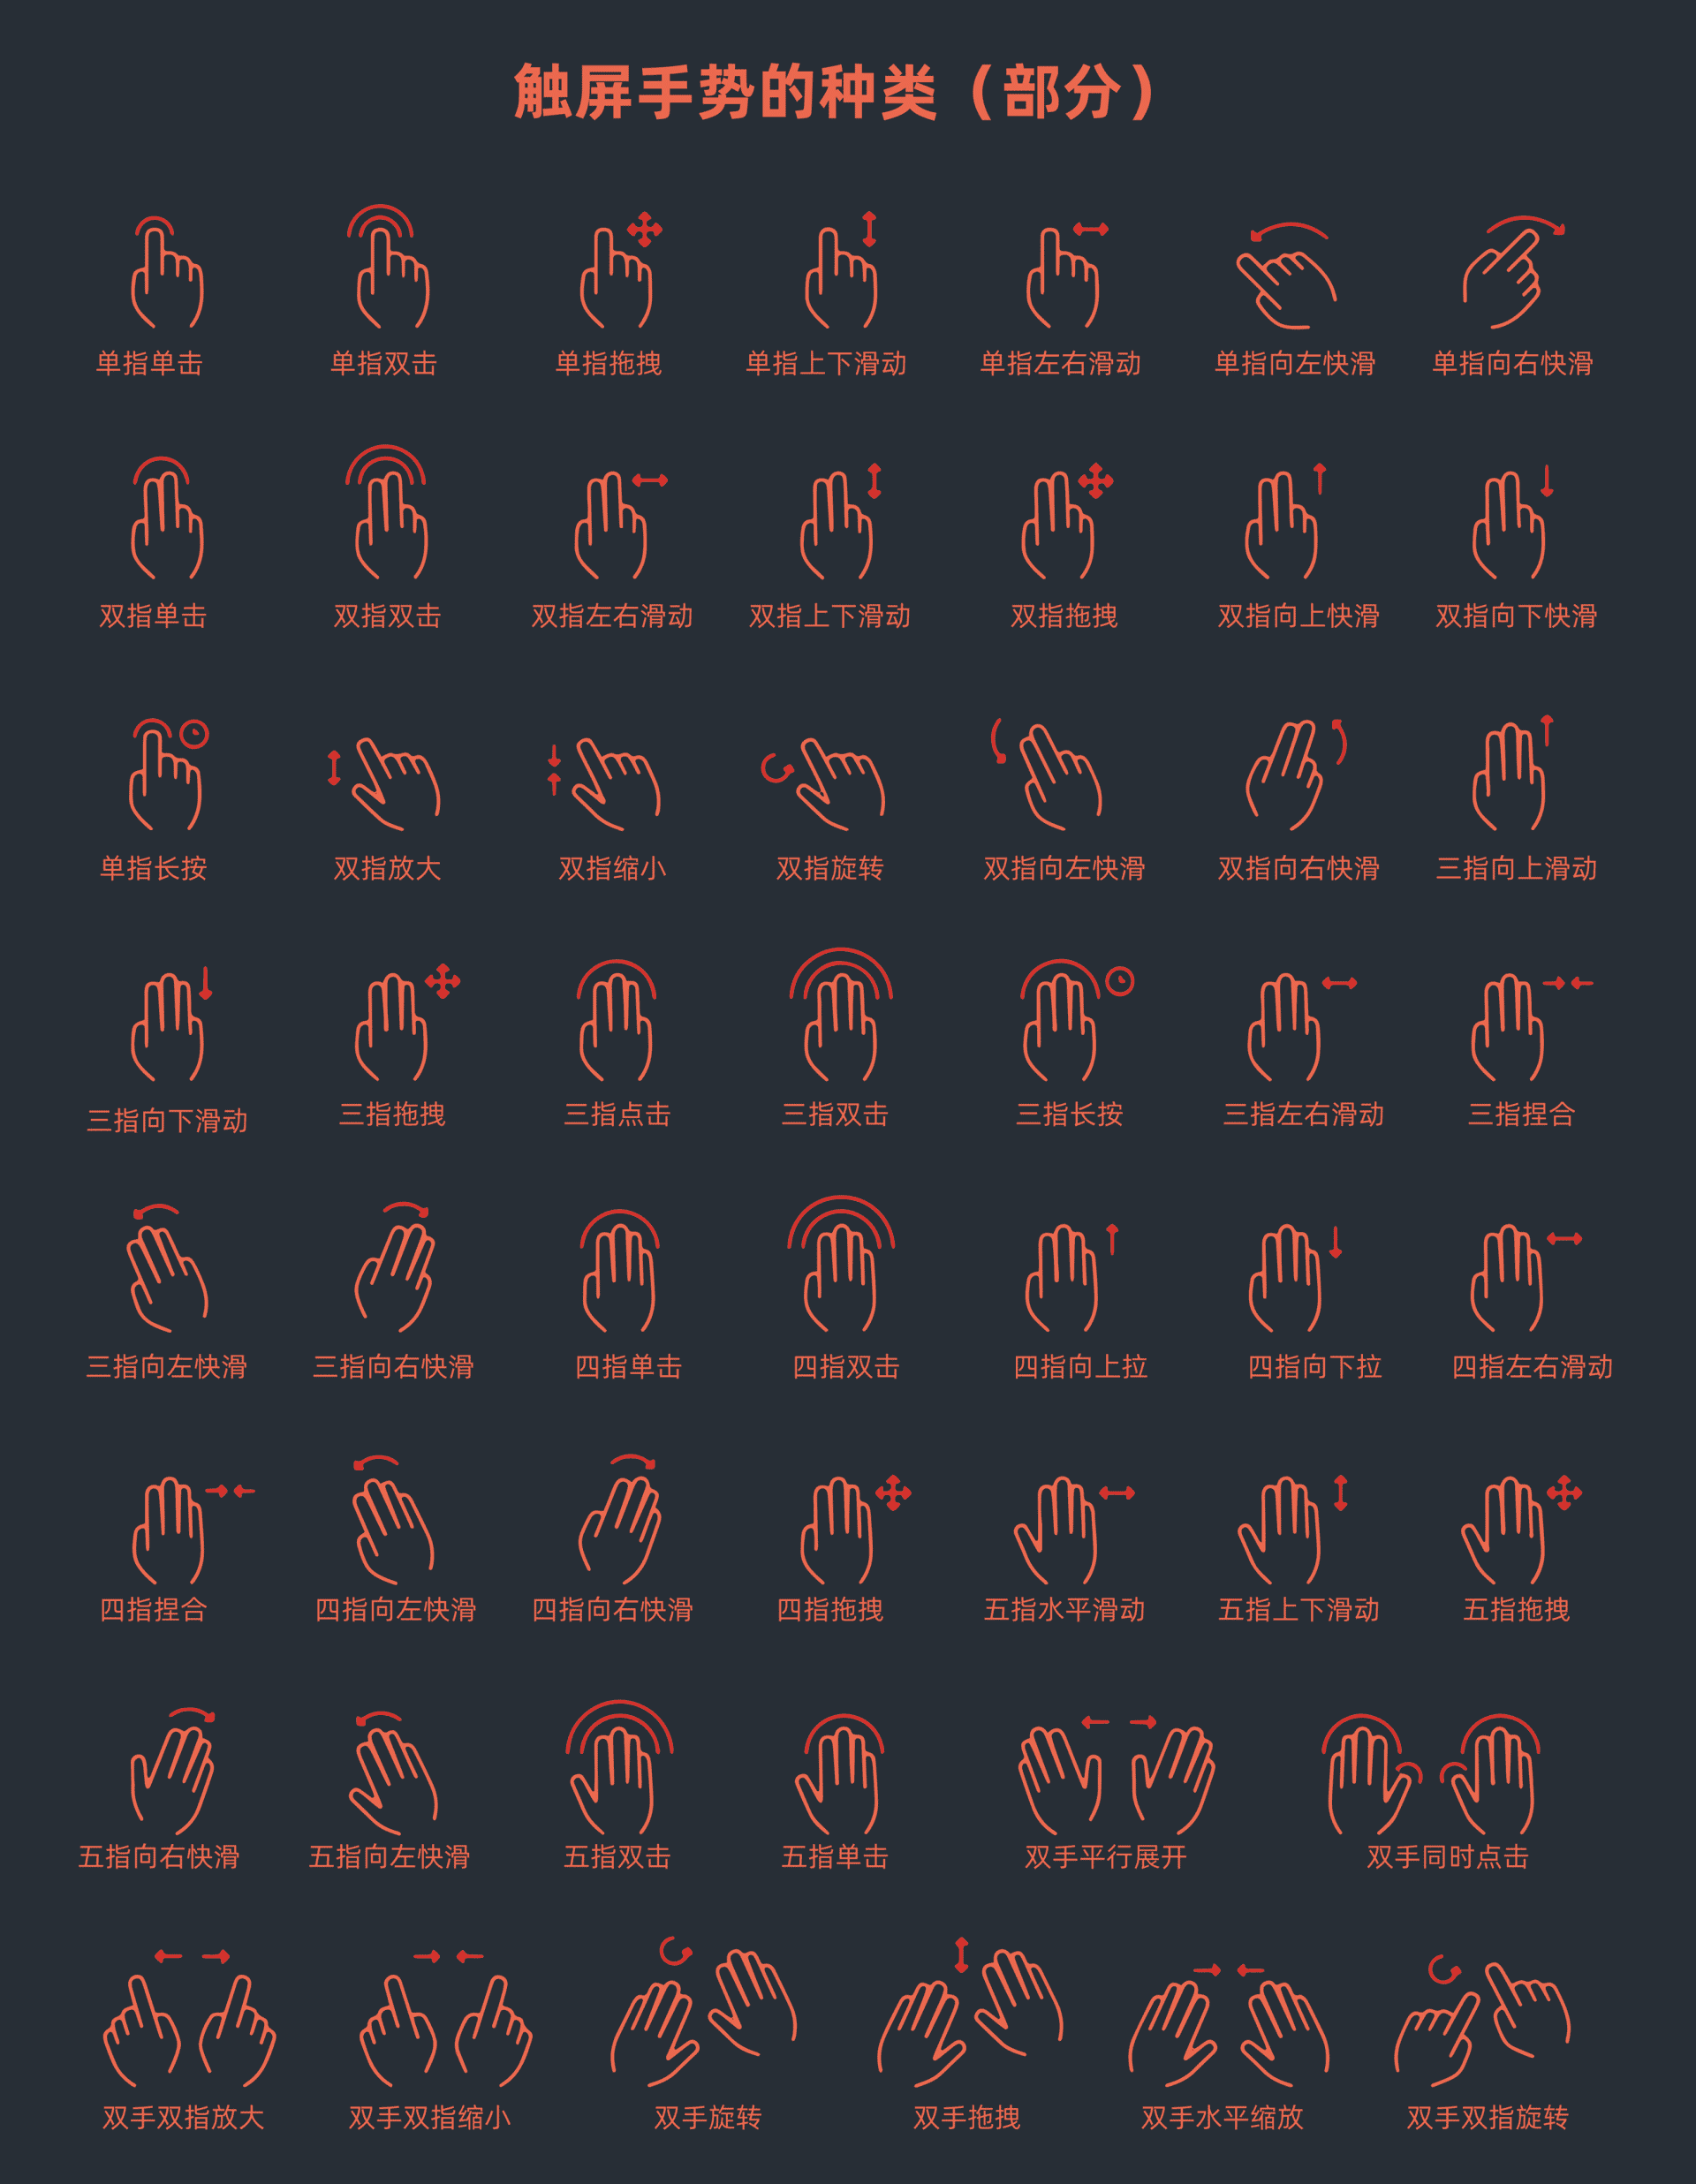 触屏手势的种类（部分）
单指单击 单指双击 单指拖拽 单指上下滑动 单指左右滑动 单指向左快滑 单指向右快滑
双指单击 双指双击 双指左右滑动 双指上下滑动 双指拖拽 双指向上快滑 双指向下快滑
单指长按 双指放大 双指缩小 双指旋转 双指向左快滑 双指向右快滑 三指向上滑动
三指向下滑动 三指拖拽 三指点击 三指双击 三指长按 三指左右滑动 三指捏合
三指向左快滑 三指向右快滑 四指单击 四指双击 四指向上拉 四指向下拉 四指左右滑动
四指捏合 四指向左快滑 四指向右快滑 四指拖拽 五指水平滑动 五指上下滑动 五指拖拽
五指向右快滑 五指向左快滑 五指双击 五指单击 双手平行展开 双手同时点击
双手双指放大 双手双指缩小 双手旋转 双手拖拽 双手水平缩放 双手双指旋转